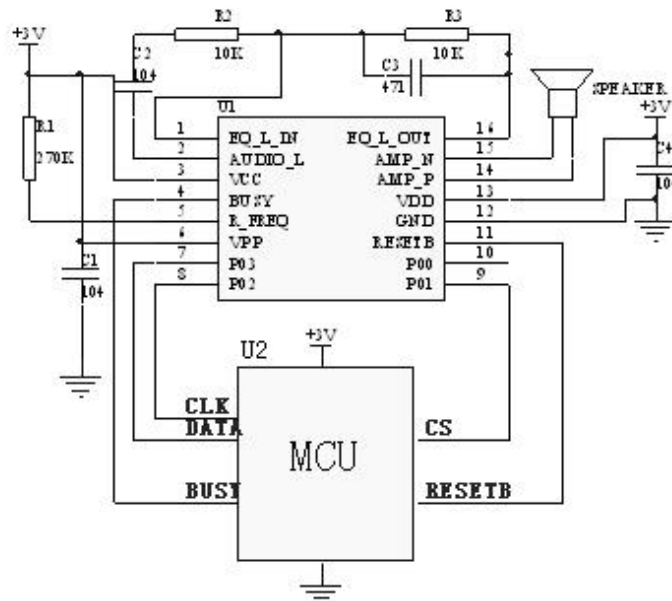 R2
R3
+3V
C2
104
10K
10K
C3
471
U1
SPEAKER
+3V
1
EQ_L_IN
EQ_L_OUT
16
R1
2
AUDIO_L
AMP_N
15
C4
270K
3
VCC
AMP_P
14
4
BUSY
VDD
13
5
R_FREQ
GND
12
6
VPP
RESETB
11
C1
7
P03
P00
10
104
8
P02
P01
9
+3V
U2
CLK
DATA
CS
MCU
BUSY
RESETB